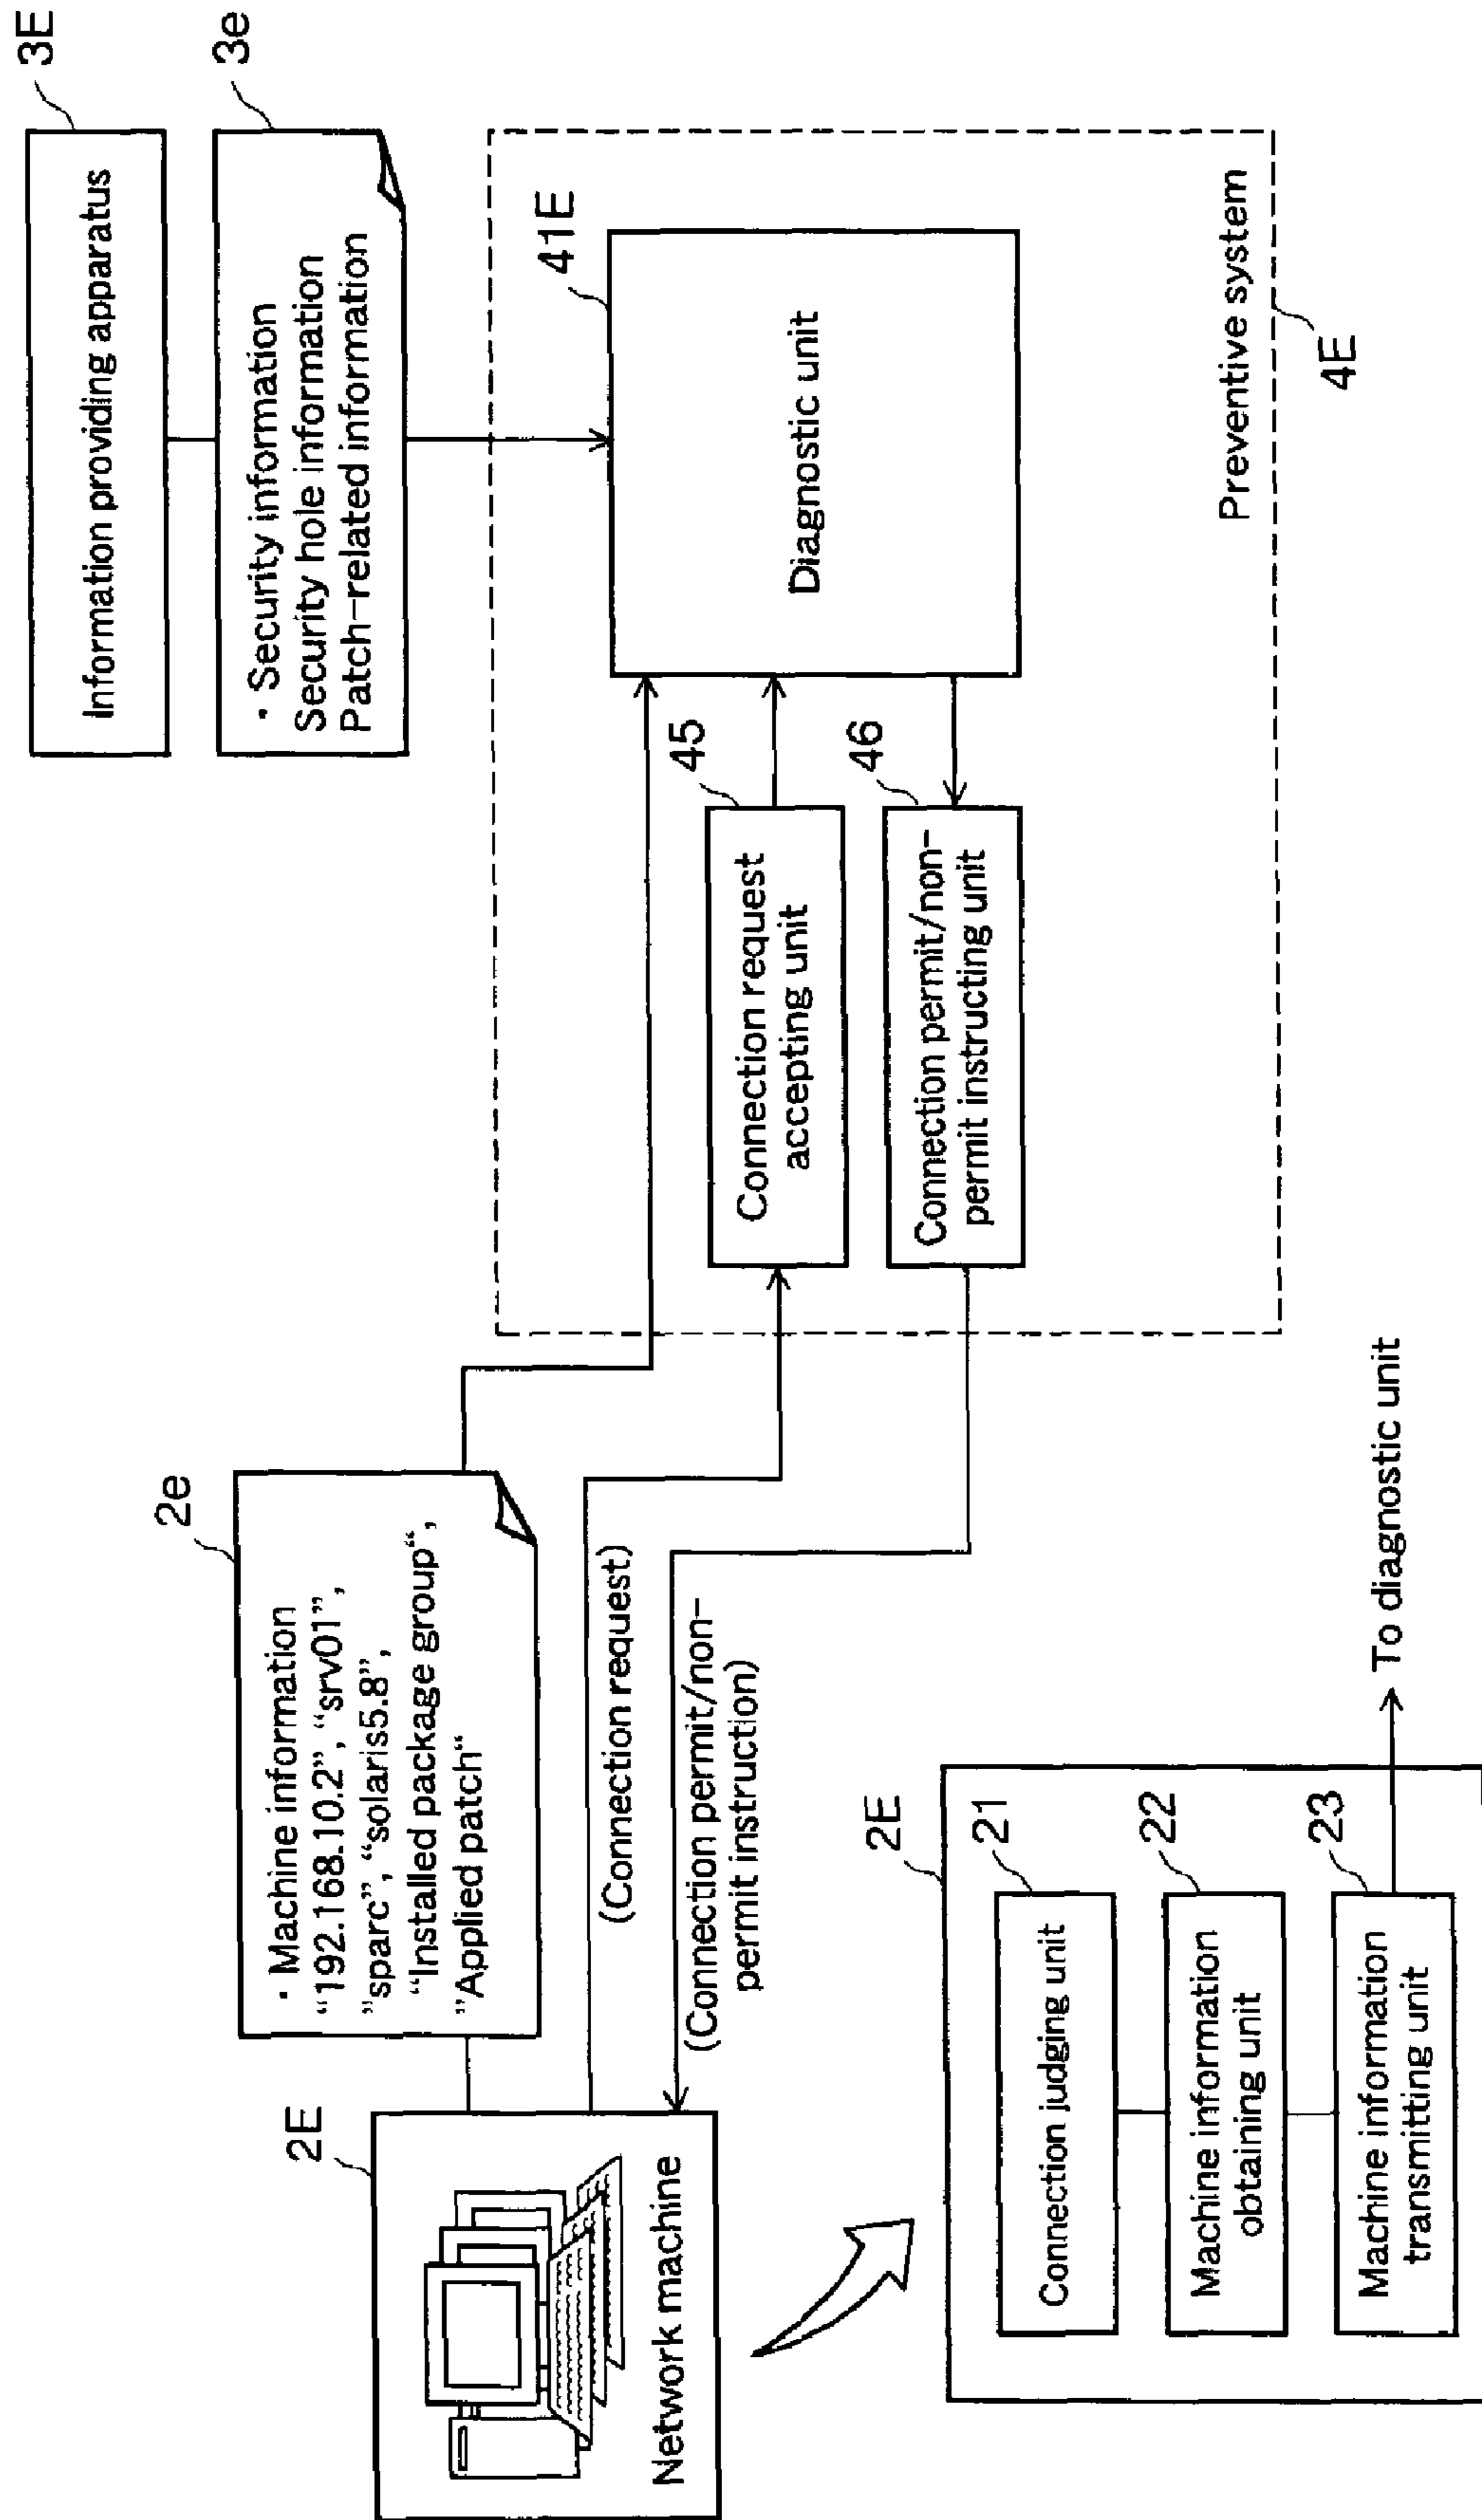 3E
Information providing apparatus
3e
・Security information
Security hole information
Patch-related information
2e
・Machine information
“192.168.10.2”, “srv01”,
”sparc”, “solaris5.8”,
“Installed package group“,
”Applied patch“
2E
Network machine
(Connection request)
(Connection permit/non-
permit instruction)
41E
Diagnostic unit
45
Connection request
accepting unit
46
Connection permit/non-
permit instructing unit
Preventive system
4E
2E
21
Connection judging unit
22
Machine information
obtaining unit
23
Machine information
transmitting unit
To diagnostic unit